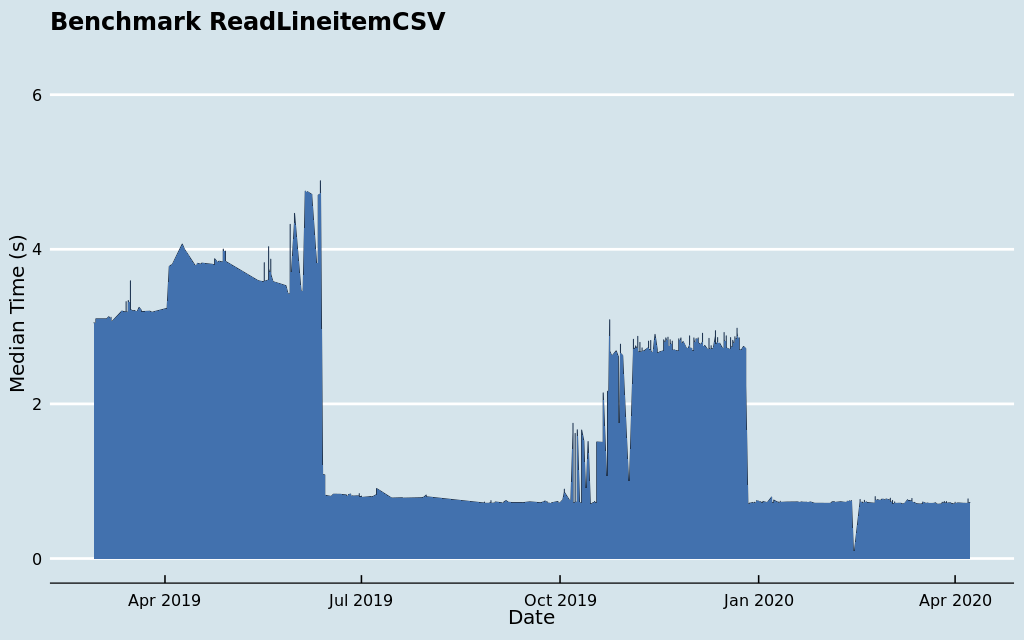 Benchmark ReadLineitemCSV
Median Time (s)
6
4
2
0
Apr 2019
Jul 2019
Oct 2019
Jan 2020
Apr 2020
Date